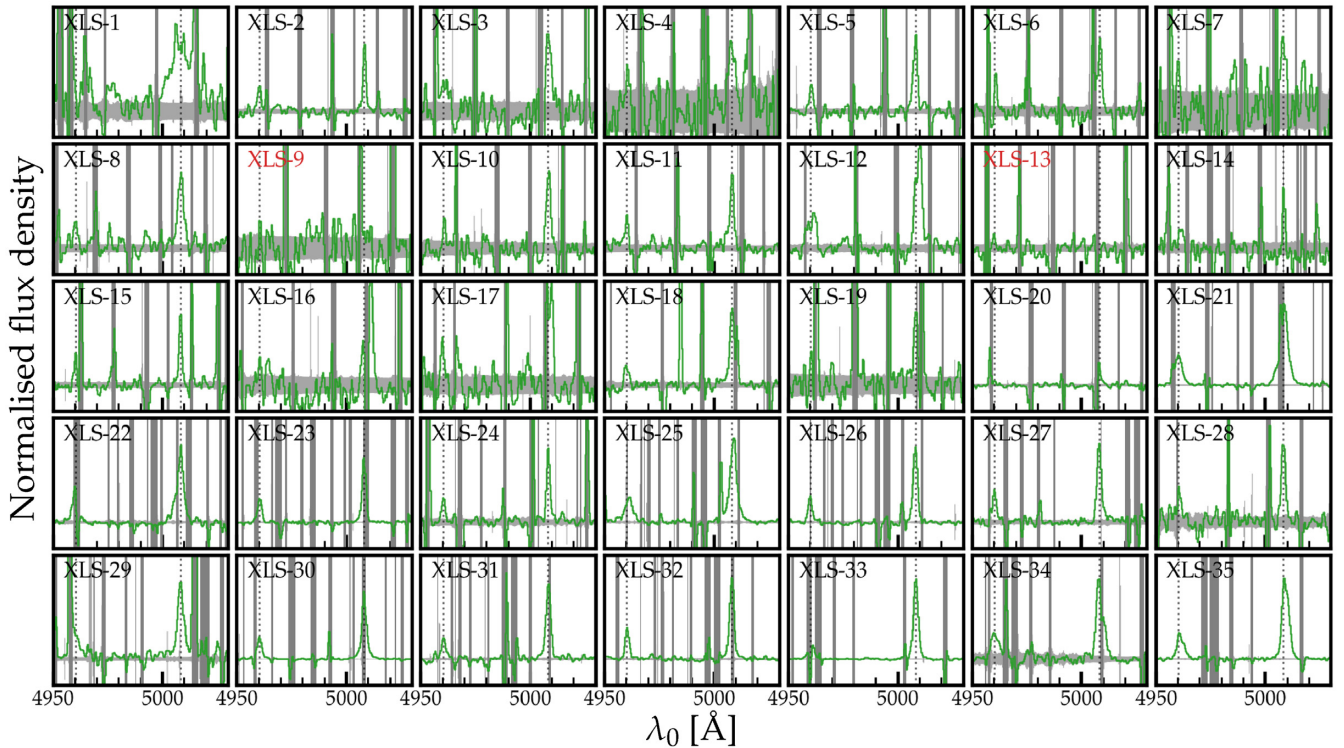 XLS-1 XLS-2 XLS-3 XLS-4 XLS-5 XLS-6 XLS-7
XLS-8 XLS-9 XLS-10 XLS-11 XLS-12 XLS-13 XLS-14
XLS-15 XLS-16 XLS-17 XLS-18 XLS-19 XLS-20 XLS-21
XLS-22 XLS-23 XLS-24 XLS-25 XLS-26 XLS-27 XLS-28
XLS-29 XLS-30 XLS-31 XLS-32 XLS-33 XLS-34 XLS-35
Normalised flux density
4950 5000 4950 5000 4950 5000 4950 5000 4950 5000 4950 5000 4950 5000
λ₀ [Å]